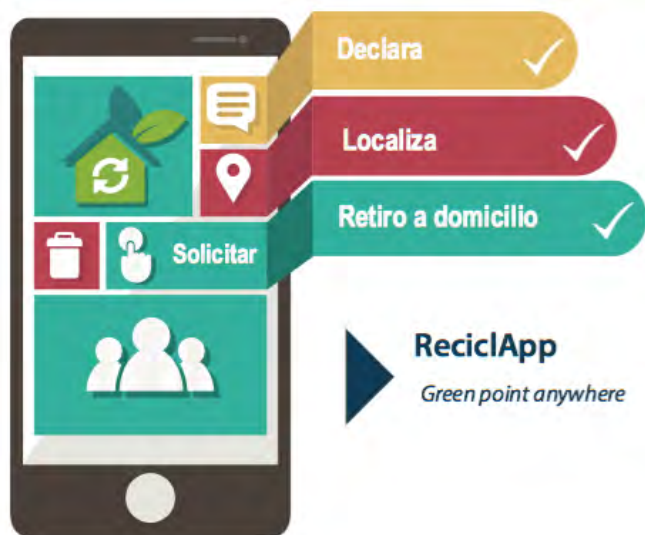 Declara
Localiza
Retiro a domicilio
Solicitar
ReciclApp
Green point anywhere